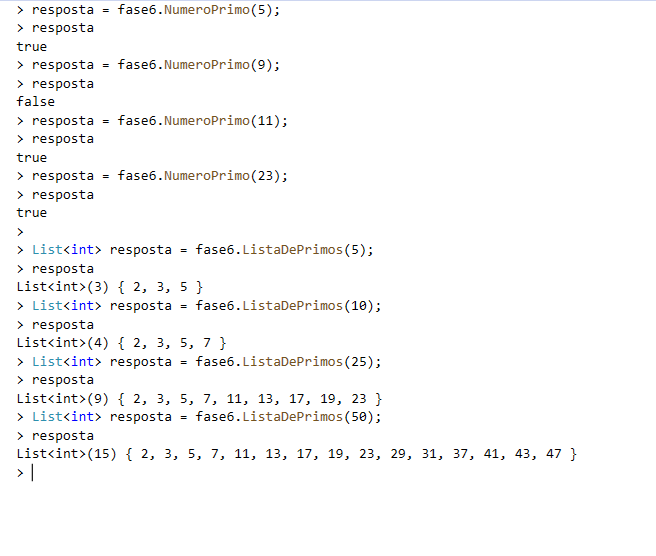 > resposta = fase6.NumeroPrimo(5);
> resposta
true
> resposta = fase6.NumeroPrimo(9);
> resposta
false
> resposta = fase6.NumeroPrimo(11);
> resposta
true
> resposta = fase6.NumeroPrimo(23);
> resposta
true
>
> List<int> resposta = fase6.ListaDePrimos(5);
> resposta
List<int>(3) { 2, 3, 5 }
> List<int> resposta = fase6.ListaDePrimos(10);
> resposta
List<int>(4) { 2, 3, 5, 7 }
> List<int> resposta = fase6.ListaDePrimos(25);
> resposta
List<int>(9) { 2, 3, 5, 7, 11, 13, 17, 19, 23 }
> List<int> resposta = fase6.ListaDePrimos(50);
> resposta
List<int>(15) { 2, 3, 5, 7, 11, 13, 17, 19, 23, 29, 31, 37, 41, 43, 47 }
>